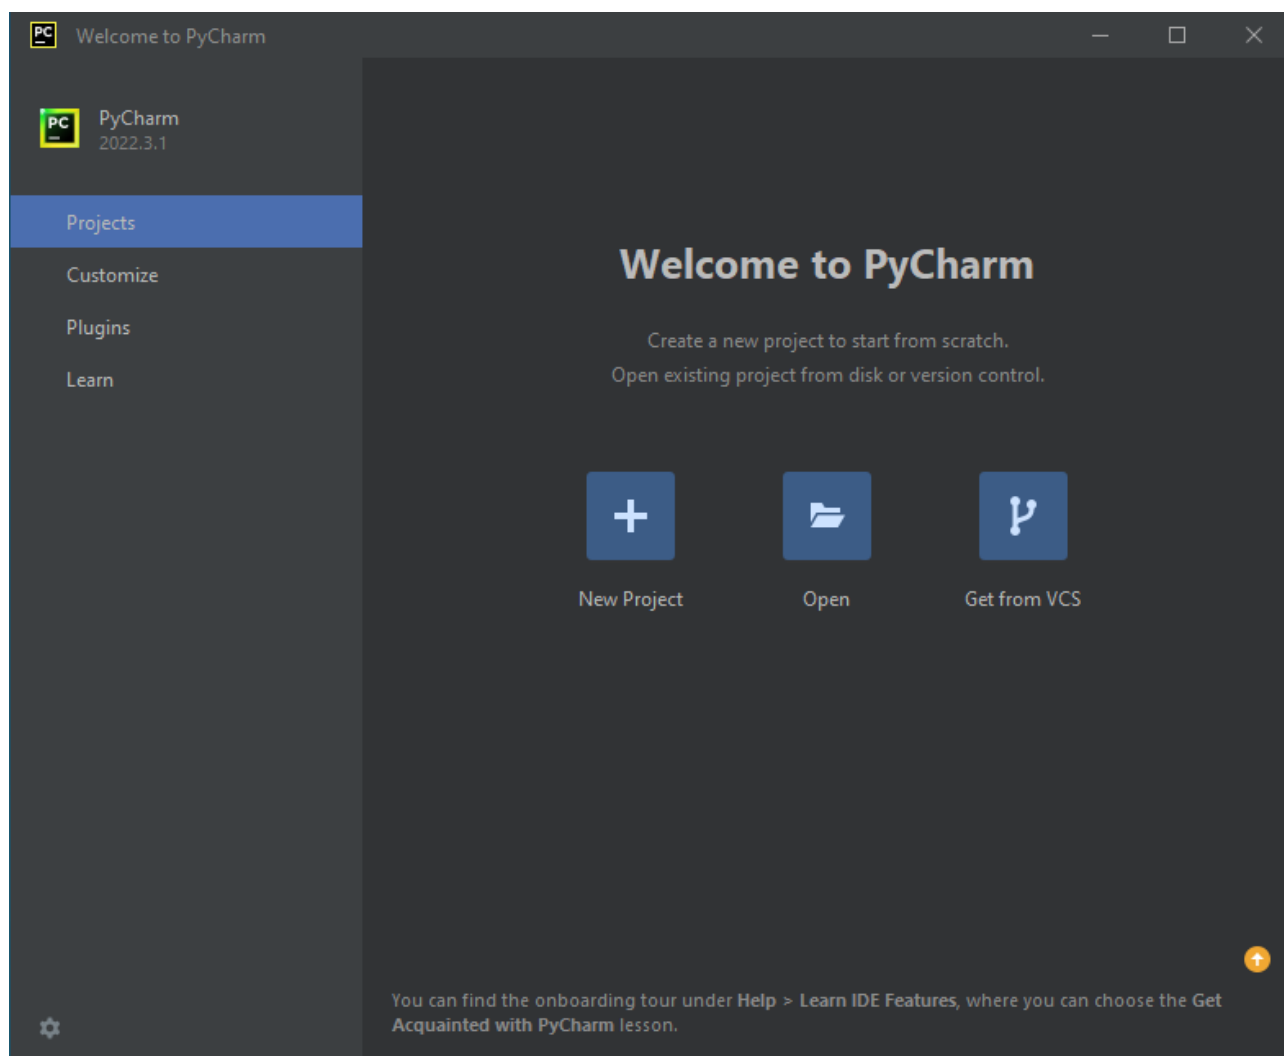 PC Welcome to PyCharm
PC PyCharm
2022.3.1
Projects
Customize
Plugins
Learn
Welcome to PyCharm
Create a new project to start from scratch.
Open existing project from disk or version control.
New Project Open Get from VCS
You can find the onboarding tour under Help > Learn IDE Features, where you can choose the Get
Acquainted with PyCharm lesson.